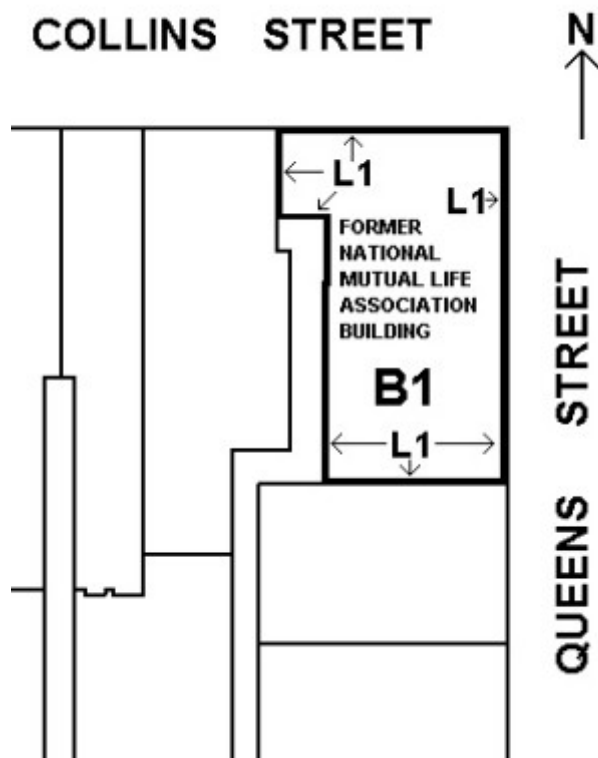 COLLINS STREET
N
L1
L1
FORMER
NATIONAL
MUTUAL LIFE
ASSOCIATION
BUILDING
B1
L1
QUEENS STREET